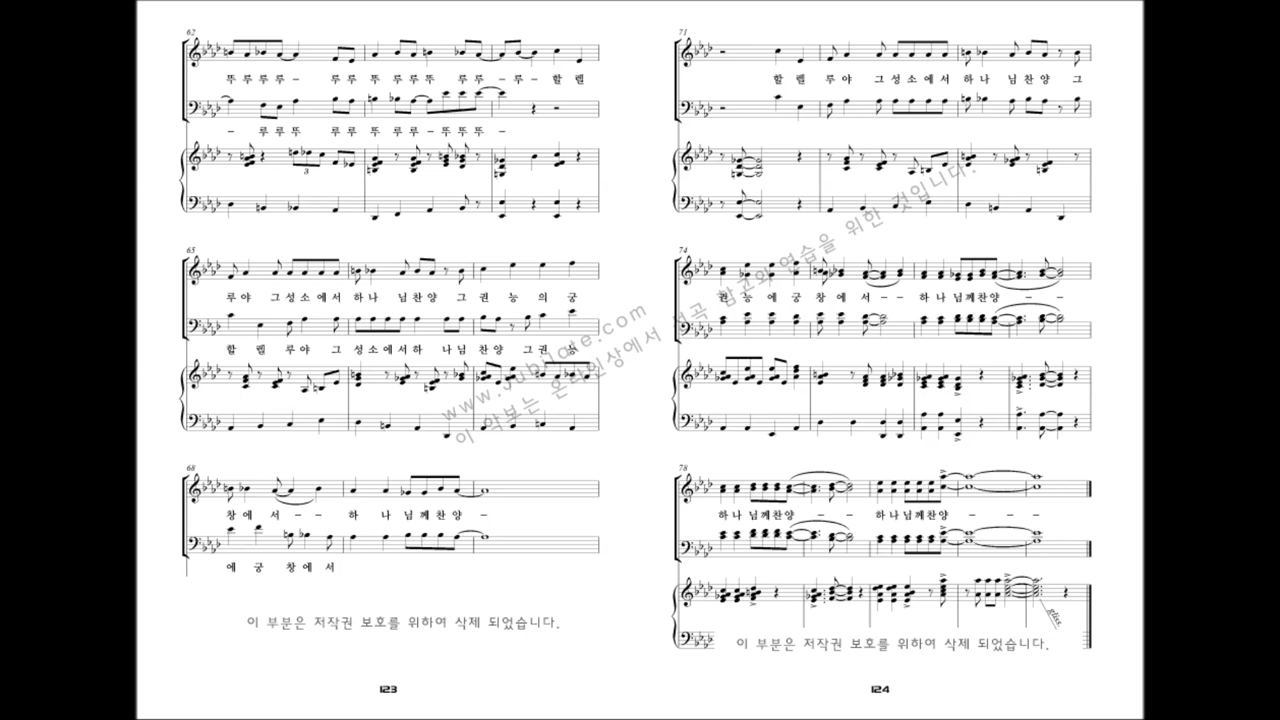 62
뚜 루루루 - 루루 뚜 루루뚜 루루 - 루 - 할 렐
- 루루뚜 루루 뚜 루루 - 뚜뚜뚜 -
3
65
루야 그성소에서 하나 님찬양 그 권 능 의 궁
할 렐 루야 그 성소에서하 나님 찬양 그권 능
68
창에 서 - - 하 나 님께찬양 -
에 궁 창에 서
이 부분은 저작권 보호를 위하여 삭제 되었습니다.
123
71
할 렐 루야 그성소에서 하나 님찬양 그
74
권 능 에 궁 창 에 서 - - 하 나 님께찬양 - -
78
하나님께찬양 - - - 하나님께찬양 - - -
gliss.
이 부분은 저작권 보호를 위하여 삭제 되었습니다.
124
www.jubilate.com
이 악보는 온라인상에서 선곡 참고와 연습을 위한 것입니다.